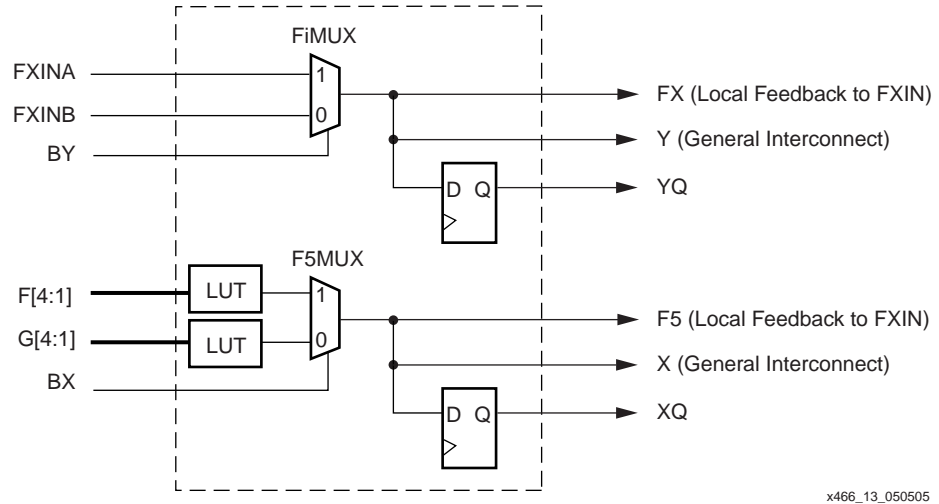 FiMUX
FXINA
1
FX (Local Feedback to FXIN)
FXINB
0
Y (General Interconnect)
BY
D Q
YQ
F5MUX
F[4:1]
LUT
1
F5 (Local Feedback to FXIN)
G[4:1]
LUT
0
X (General Interconnect)
BX
D Q
XQ
x466_13_050505